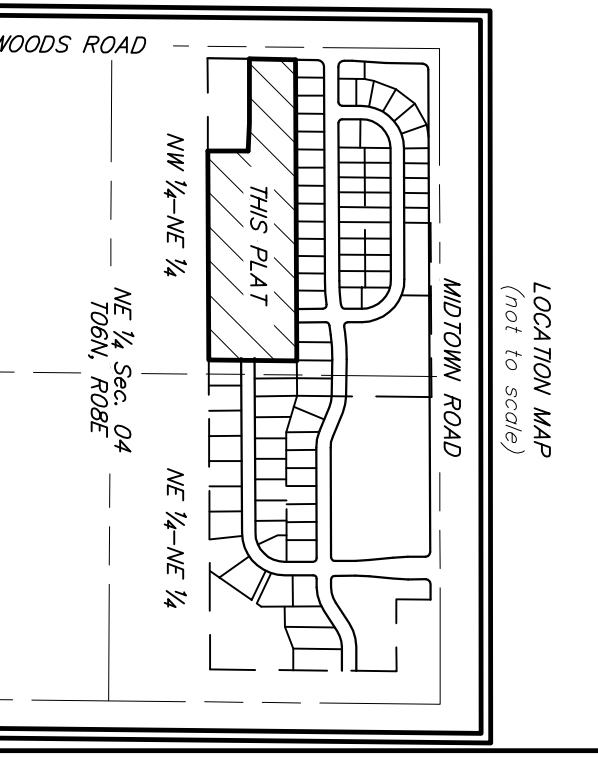 LOCATION MAP
(not to scale)
MIDTOWN ROAD
WOODS ROAD
THIS PLAT
NW ¼–NE ¼
NE ¼–NE ¼
NE ¼ Sec. 04
T06N, R08E